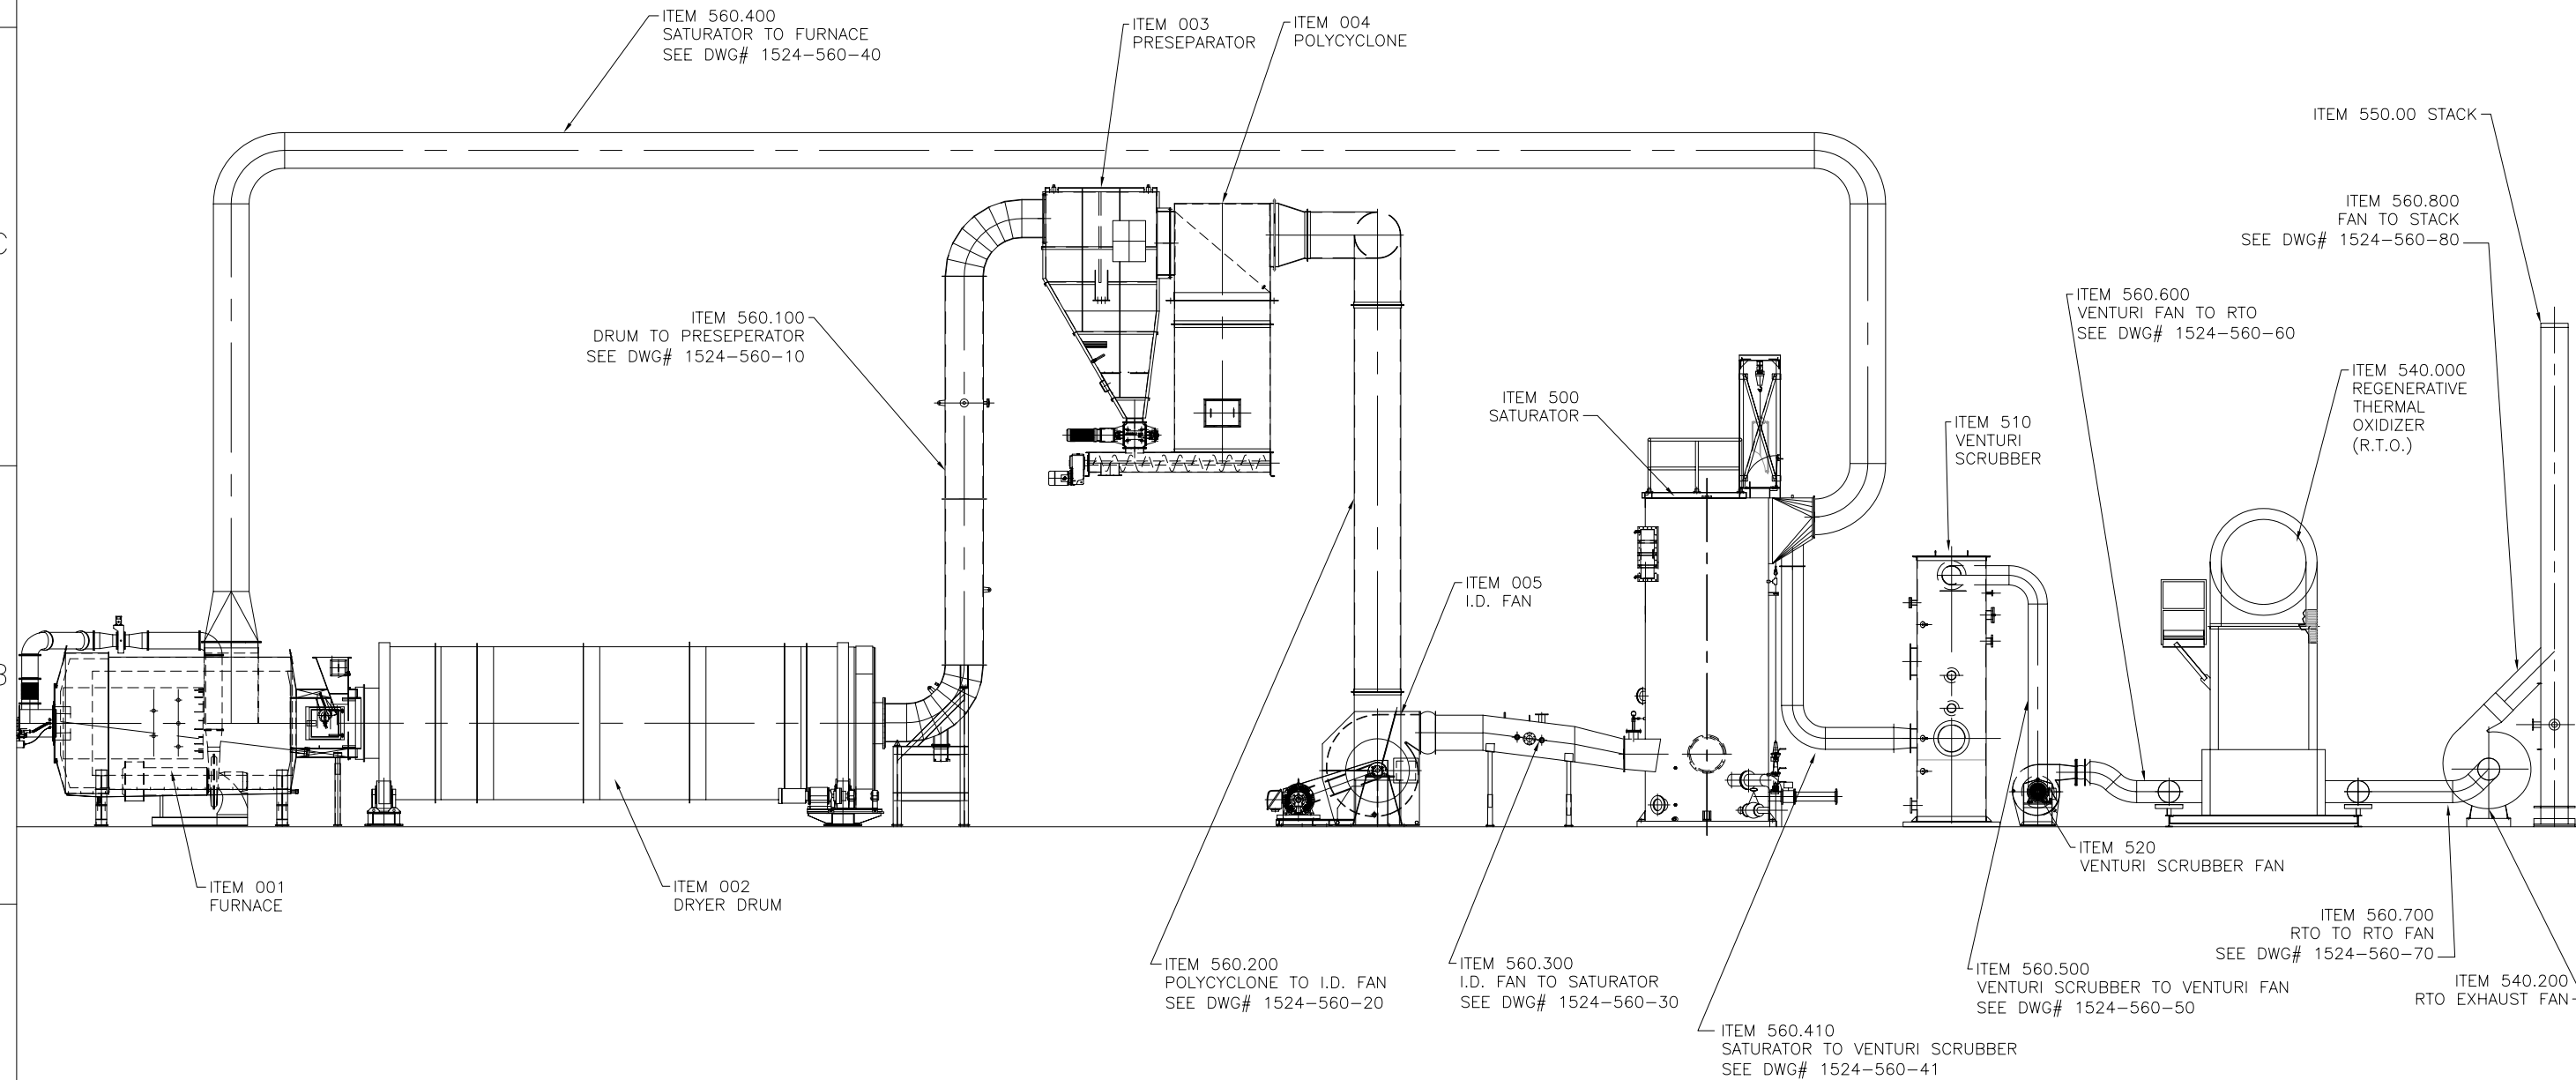 ITEM 560.400
SATURATOR TO FURNACE
SEE DWG# 1524-560-40
ITEM 003
PRESEPARATOR
ITEM 004
POLYCYCLONE
ITEM 550.00 STACK
ITEM 560.800
FAN TO STACK
SEE DWG# 1524-560-80
C
ITEM 560.100
DRUM TO PRESEPERATOR
SEE DWG# 1524-560-10
ITEM 560.600
VENTURI FAN TO RTO
SEE DWG# 1524-560-60
ITEM 540.000
REGENERATIVE
THERMAL
OXIDIZER
(R.T.O.)
ITEM 500
SATURATOR
ITEM 510
VENTURI
SCRUBBER
ITEM 005
I.D. FAN
B
ITEM 001
FURNACE
ITEM 002
DRYER DRUM
ITEM 520
VENTURI SCRUBBER FAN
ITEM 560.200
POLYCYCLONE TO I.D. FAN
SEE DWG# 1524-560-20
ITEM 560.300
I.D. FAN TO SATURATOR
SEE DWG# 1524-560-30
ITEM 560.410
SATURATOR TO VENTURI SCRUBBER
SEE DWG# 1524-560-41
ITEM 560.500
VENTURI SCRUBBER TO VENTURI FAN
SEE DWG# 1524-560-50
ITEM 560.700
RTO TO RTO FAN
SEE DWG# 1524-560-70
ITEM 540.200
RTO EXHAUST FAN